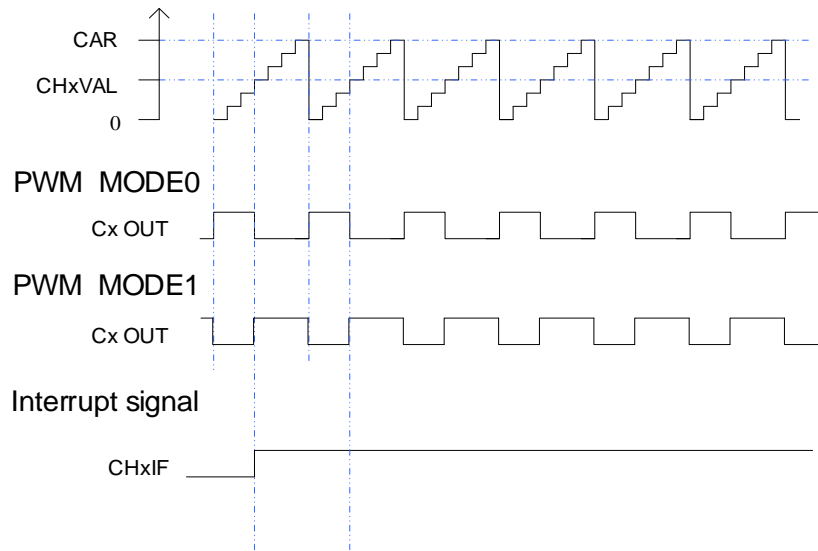 CAR
CHxVAL
0
PWM MODE0
Cx OUT
PWM MODE1
Cx OUT
Interrupt signal
CHxIF